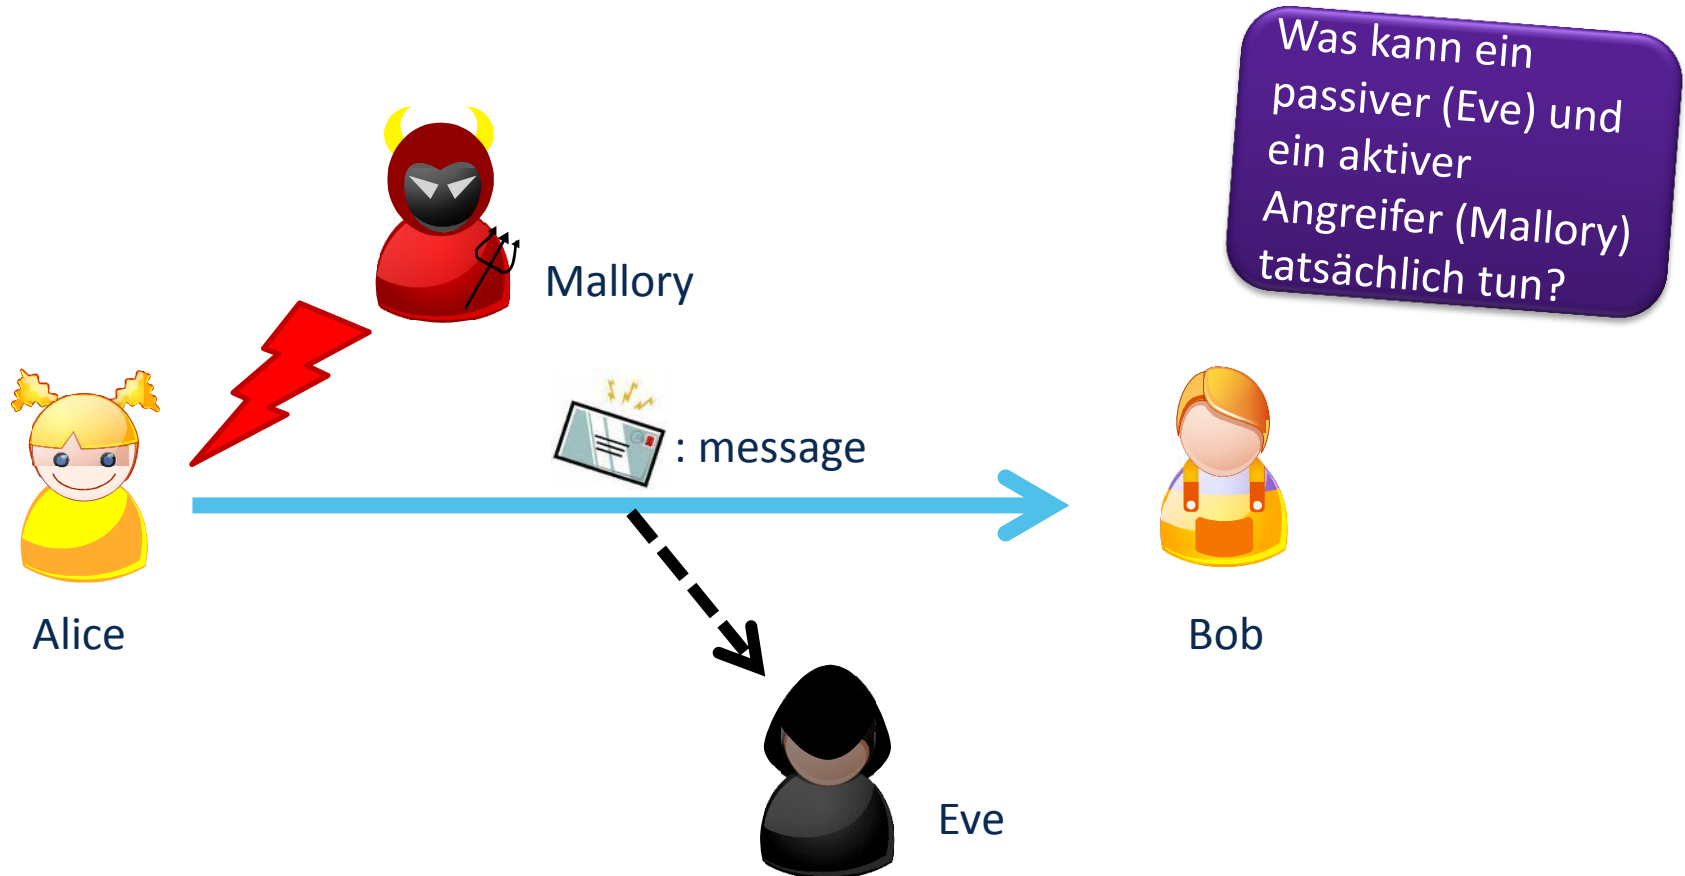 Was kann ein
passiver (Eve) und
ein aktiver
Angreifer (Mallory)
tatsächlich tun?
Mallory
: message
Alice
Bob
Eve